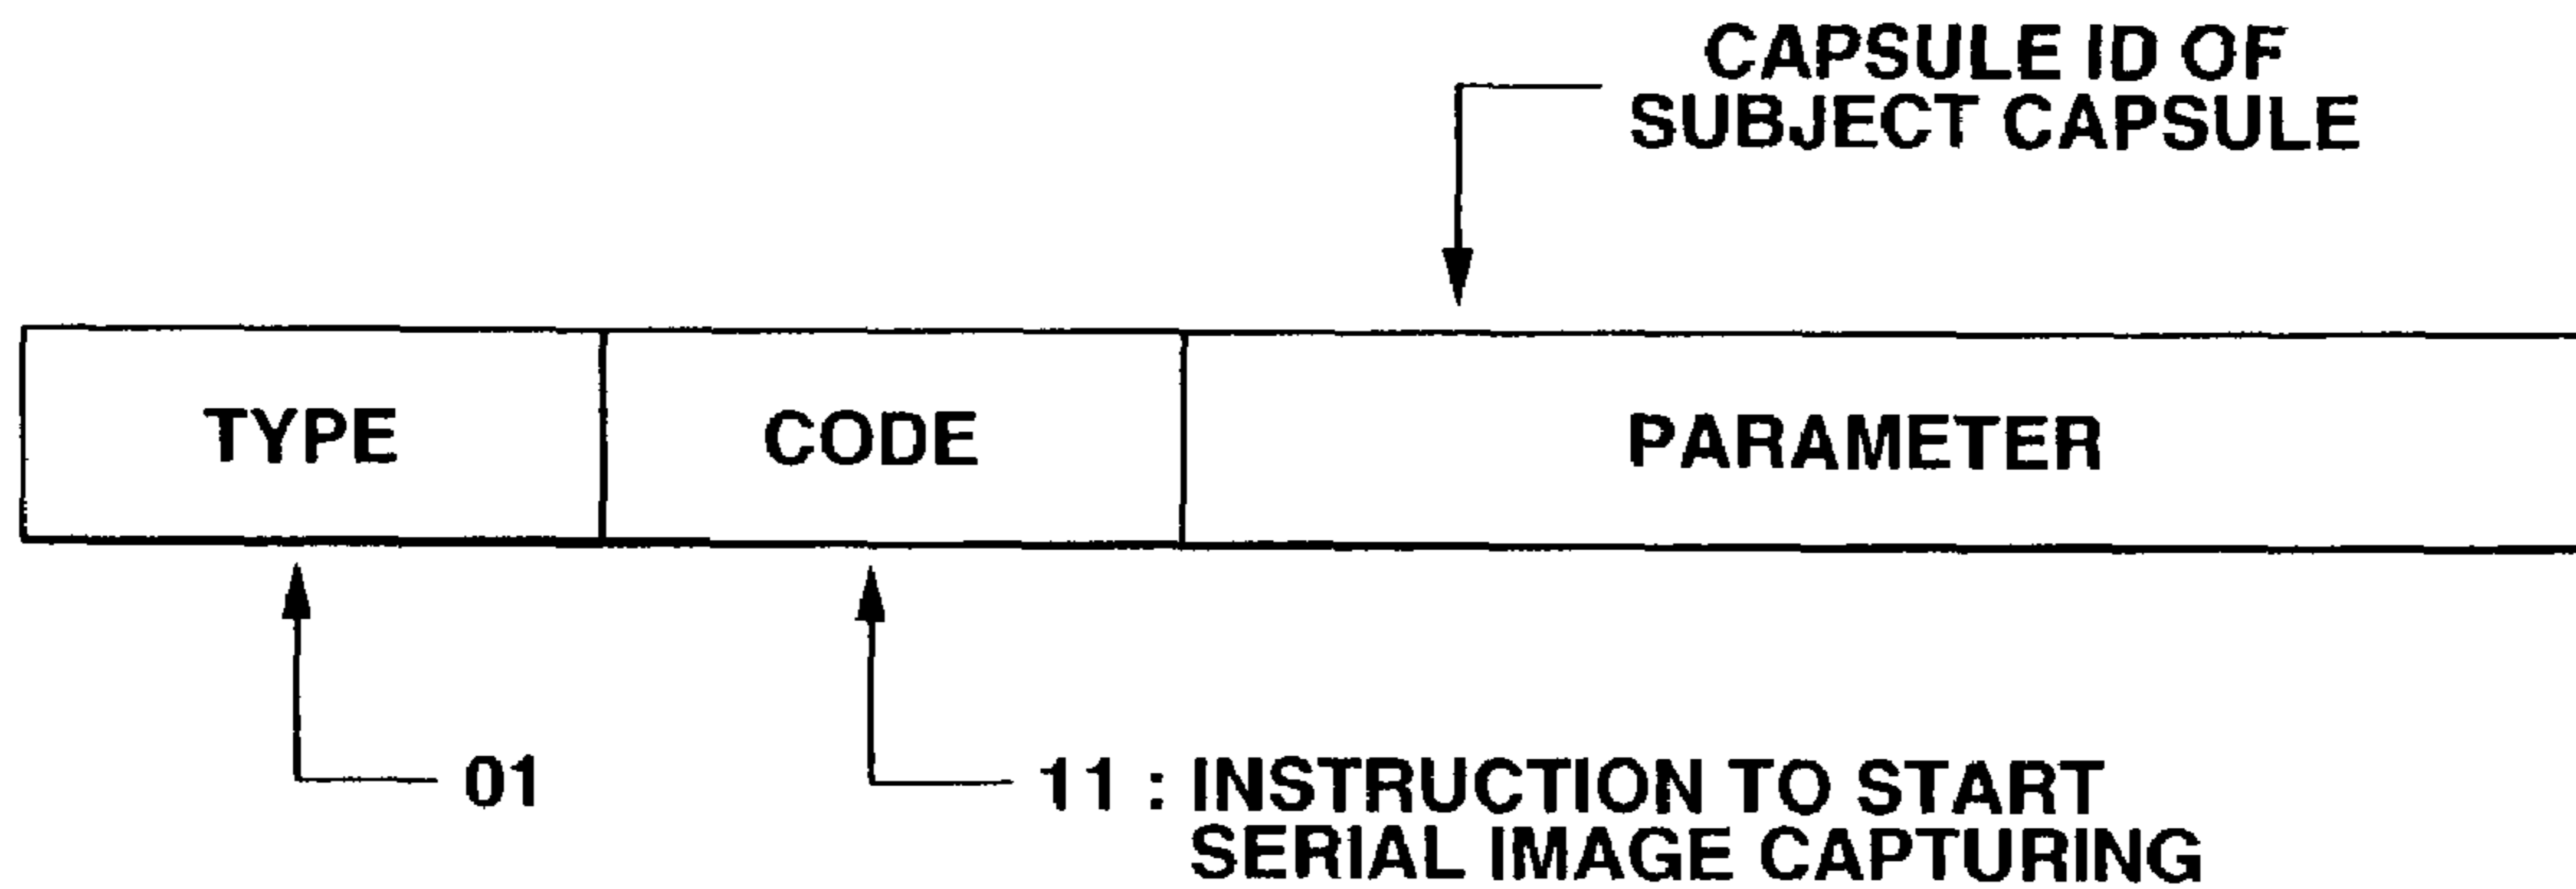 CAPSULE ID OF
SUBJECT CAPSULE
TYPE CODE PARAMETER
01
11 : INSTRUCTION TO START
SERIAL IMAGE CAPTURING